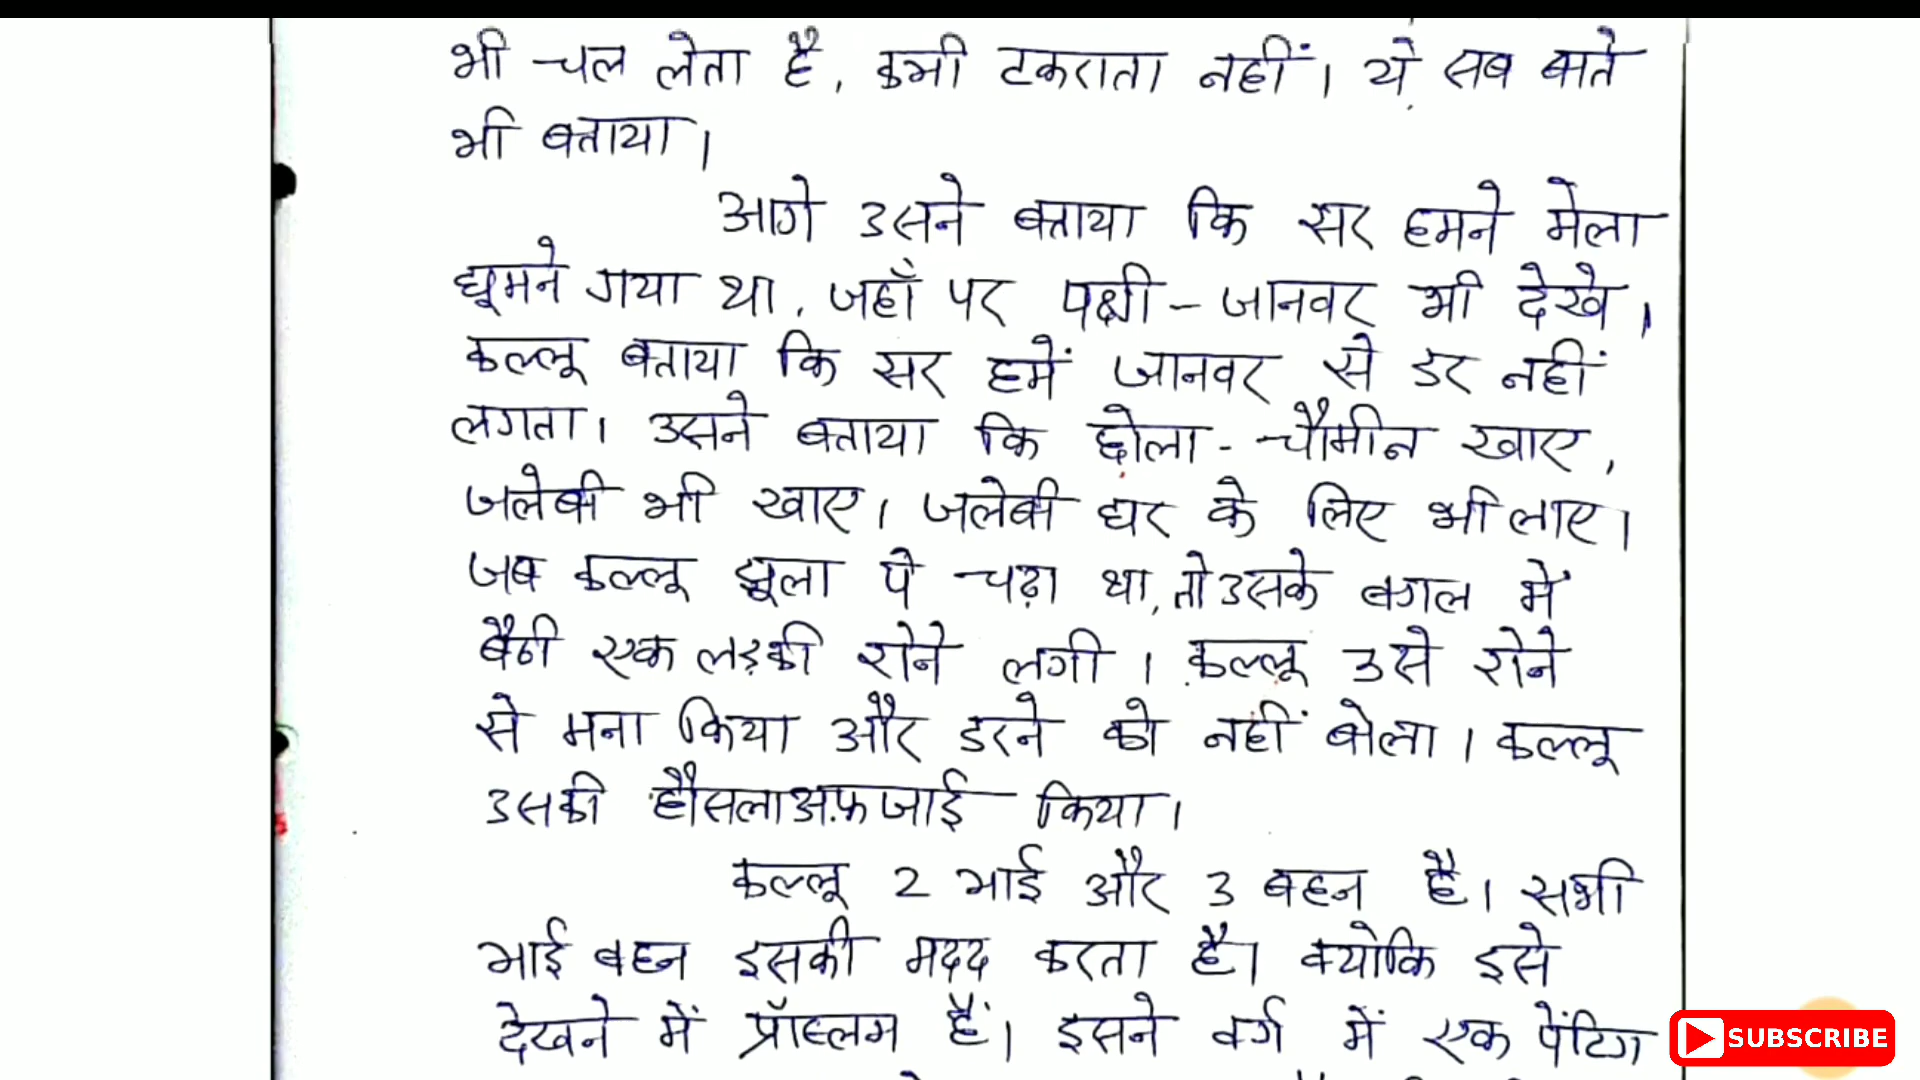 भी चल लेता है, कभी टकराता नहीं। ये सब बाते
भी बताया।
आगे उसने बताया कि सर हमने मेला
घूमने गया था, जहाँ पर पक्षी - जानवर भी देखे।
कल्लू बताया कि सर हमें जानवर से डर नहीं
लगता। उसने बताया कि छोला - चौमीन खाए,
जलेबी भी खाए। जलेबी घर के लिए भी लाए।
जब कल्लू झूला पे चढ़ा था, तो उसके बगल में
बैठी एक लड़की रोने लगी। कल्लू उसे रोने
से मना किया और डरने को नहीं बोला। कल्लू
उसकी हौसलाअफ़जाई किया।
कल्लू 2 भाई और 3 बहन है। सभी
भाई बहन इसकी मदद करता है। क्योकि इसे
देखने में प्रॉब्लम हैं। इसने वर्ग में एक पेंटिग
SUBSCRIBE